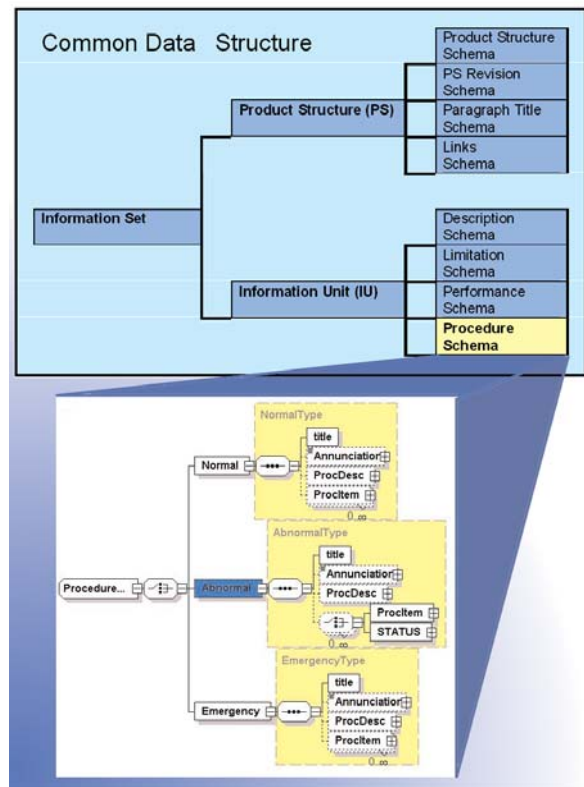 Common Data Structure
Product Structure
Schema
PS Revision
Schema
Product Structure (PS)
Paragraph Title
Schema
Links
Schema
Information Set
Description
Schema
Limitation
Schema
Information Unit (IU)
Performance
Schema
Procedure
Schema
NormalType
title
Annunciation
Normal
ProcDesc
ProcItem
0..∞
AbnormalType
title
Annunciation
Procedure...
Abnormal
ProcDesc
ProcItem
STATUS
0..∞
EmergencyType
title
Annunciation
Emergency
ProcDesc
ProcItem
0..∞